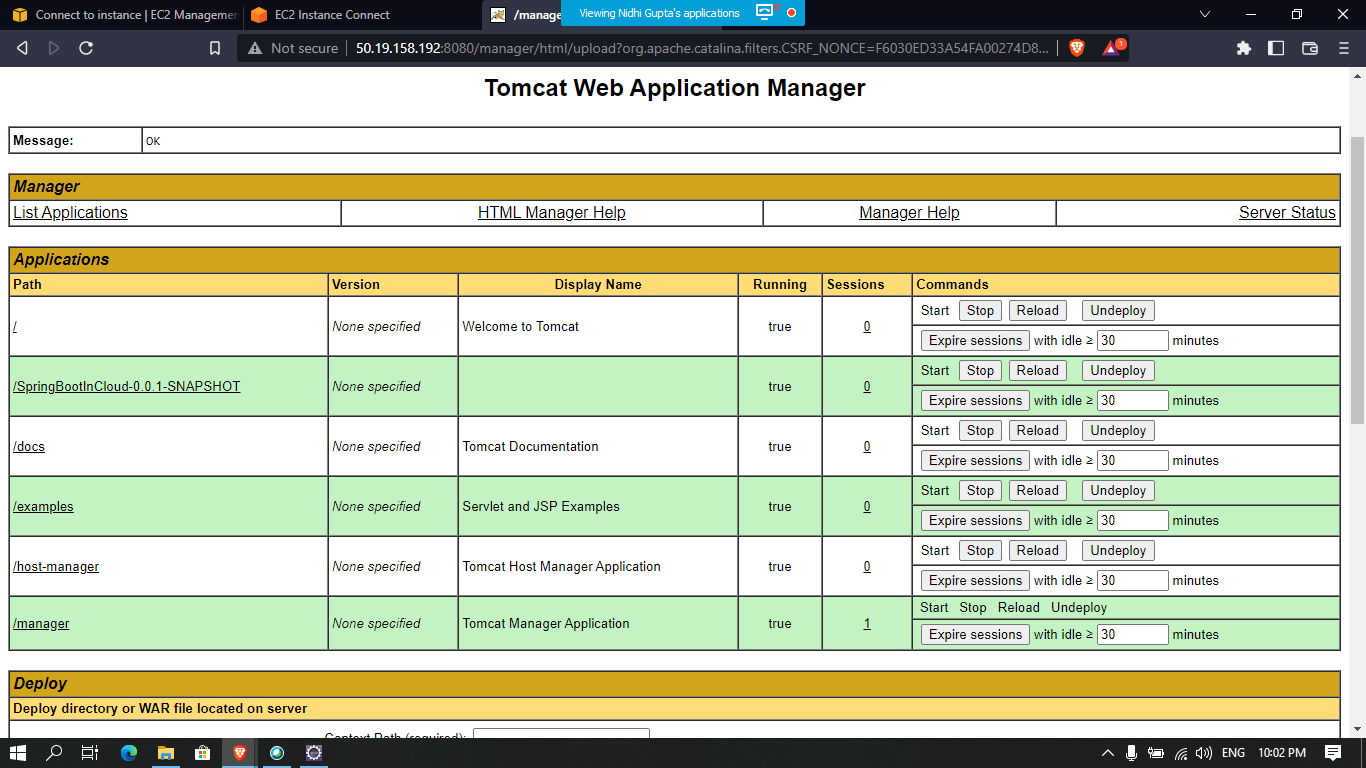 Connect to instance | EC2 Managemen
EC2 Instance Connect
/manage
Viewing Nidhi Gupta's applications
Not secure
50.19.158.192:8080/manager/html/upload?org.apache.catalina.filters.CSRF_NONCE=F6030ED33A54FA00274D8...
1
Tomcat Web Application Manager
Message: OK
Manager
List Applications HTML Manager Help Manager Help Server Status
Applications
Path Version Display Name Running Sessions Commands
Start Stop Reload Undeploy
/ None specified Welcome to Tomcat true 0
Expire sessions with idle ≥ 30 minutes
Start Stop Reload Undeploy
/SpringBootInCloud-0.0.1-SNAPSHOT None specified true 0
Expire sessions with idle ≥ 30 minutes
Start Stop Reload Undeploy
/docs None specified Tomcat Documentation true 0
Expire sessions with idle ≥ 30 minutes
Start Stop Reload Undeploy
/examples None specified Servlet and JSP Examples true 0
Expire sessions with idle ≥ 30 minutes
Start Stop Reload Undeploy
/host-manager None specified Tomcat Host Manager Application true 0
Expire sessions with idle ≥ 30 minutes
Start Stop Reload Undeploy
/manager None specified Tomcat Manager Application true 1
Expire sessions with idle ≥ 30 minutes
Deploy
Deploy directory or WAR file located on server
Context Path (required):
ENG 10:02 PM